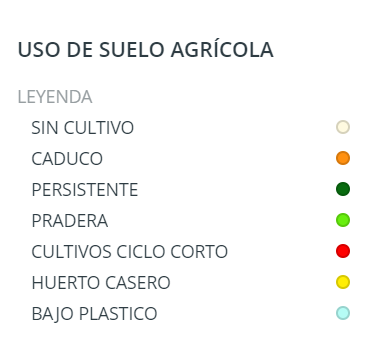 USO DE SUELO AGRÍCOLA
LEYENDA
SIN CULTIVO
CADUCO
PERSISTENTE
PRADERA
CULTIVOS CICLO CORTO
HUERTO CASERO
BAJO PLASTICO